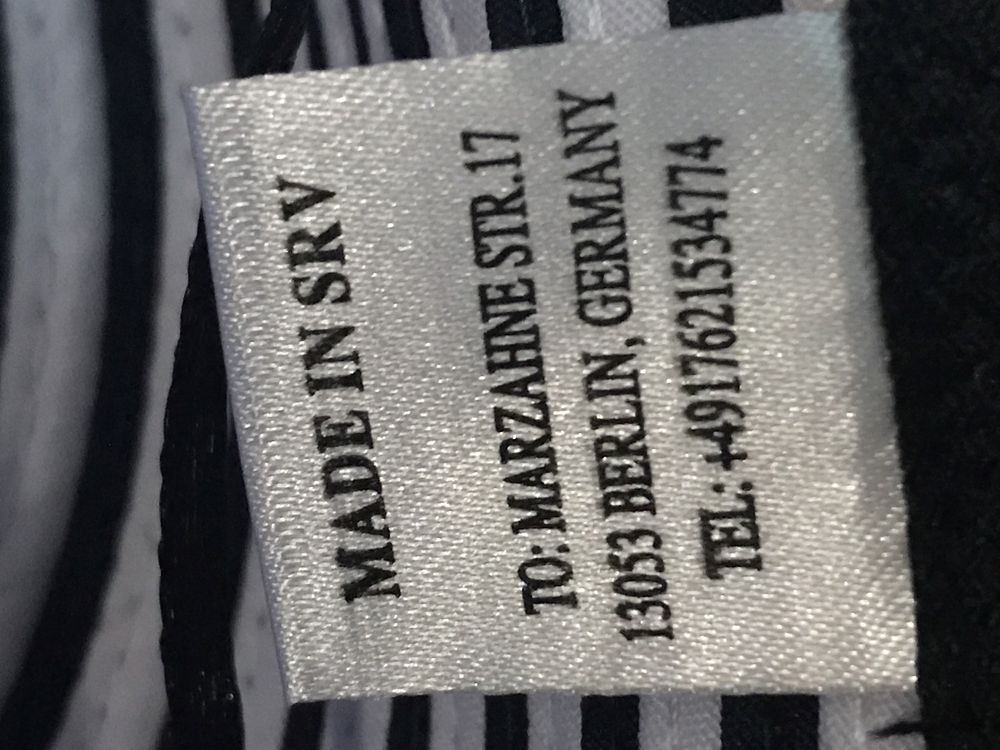 MADE IN SRV
TO: MARZAHNE STR.17
13053 BERLIN, GERMANY
TEL: +4917621534774